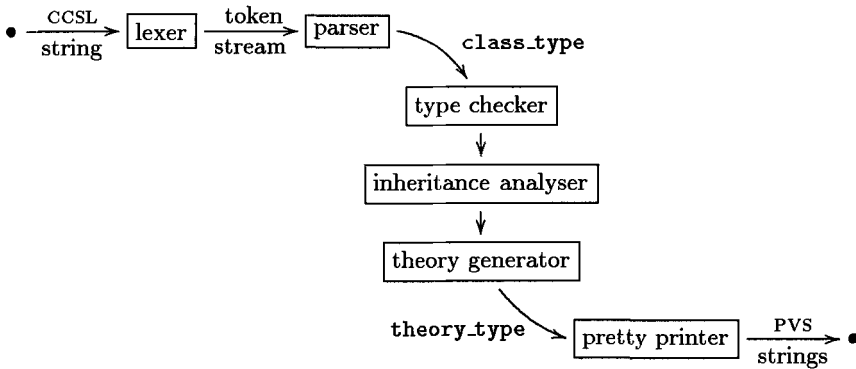 CCSL
string
lexer
token
stream
parser
class_type
type checker
inheritance analyser
theory generator
theory_type
pretty printer
PVS
strings